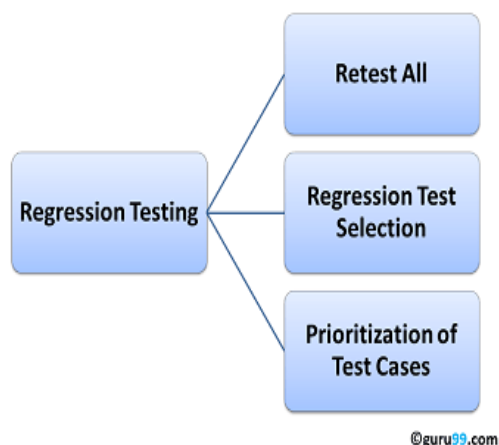 Retest All
Regression Testing
Regression Test
Selection
Prioritization of
Test Cases
©guru99.com